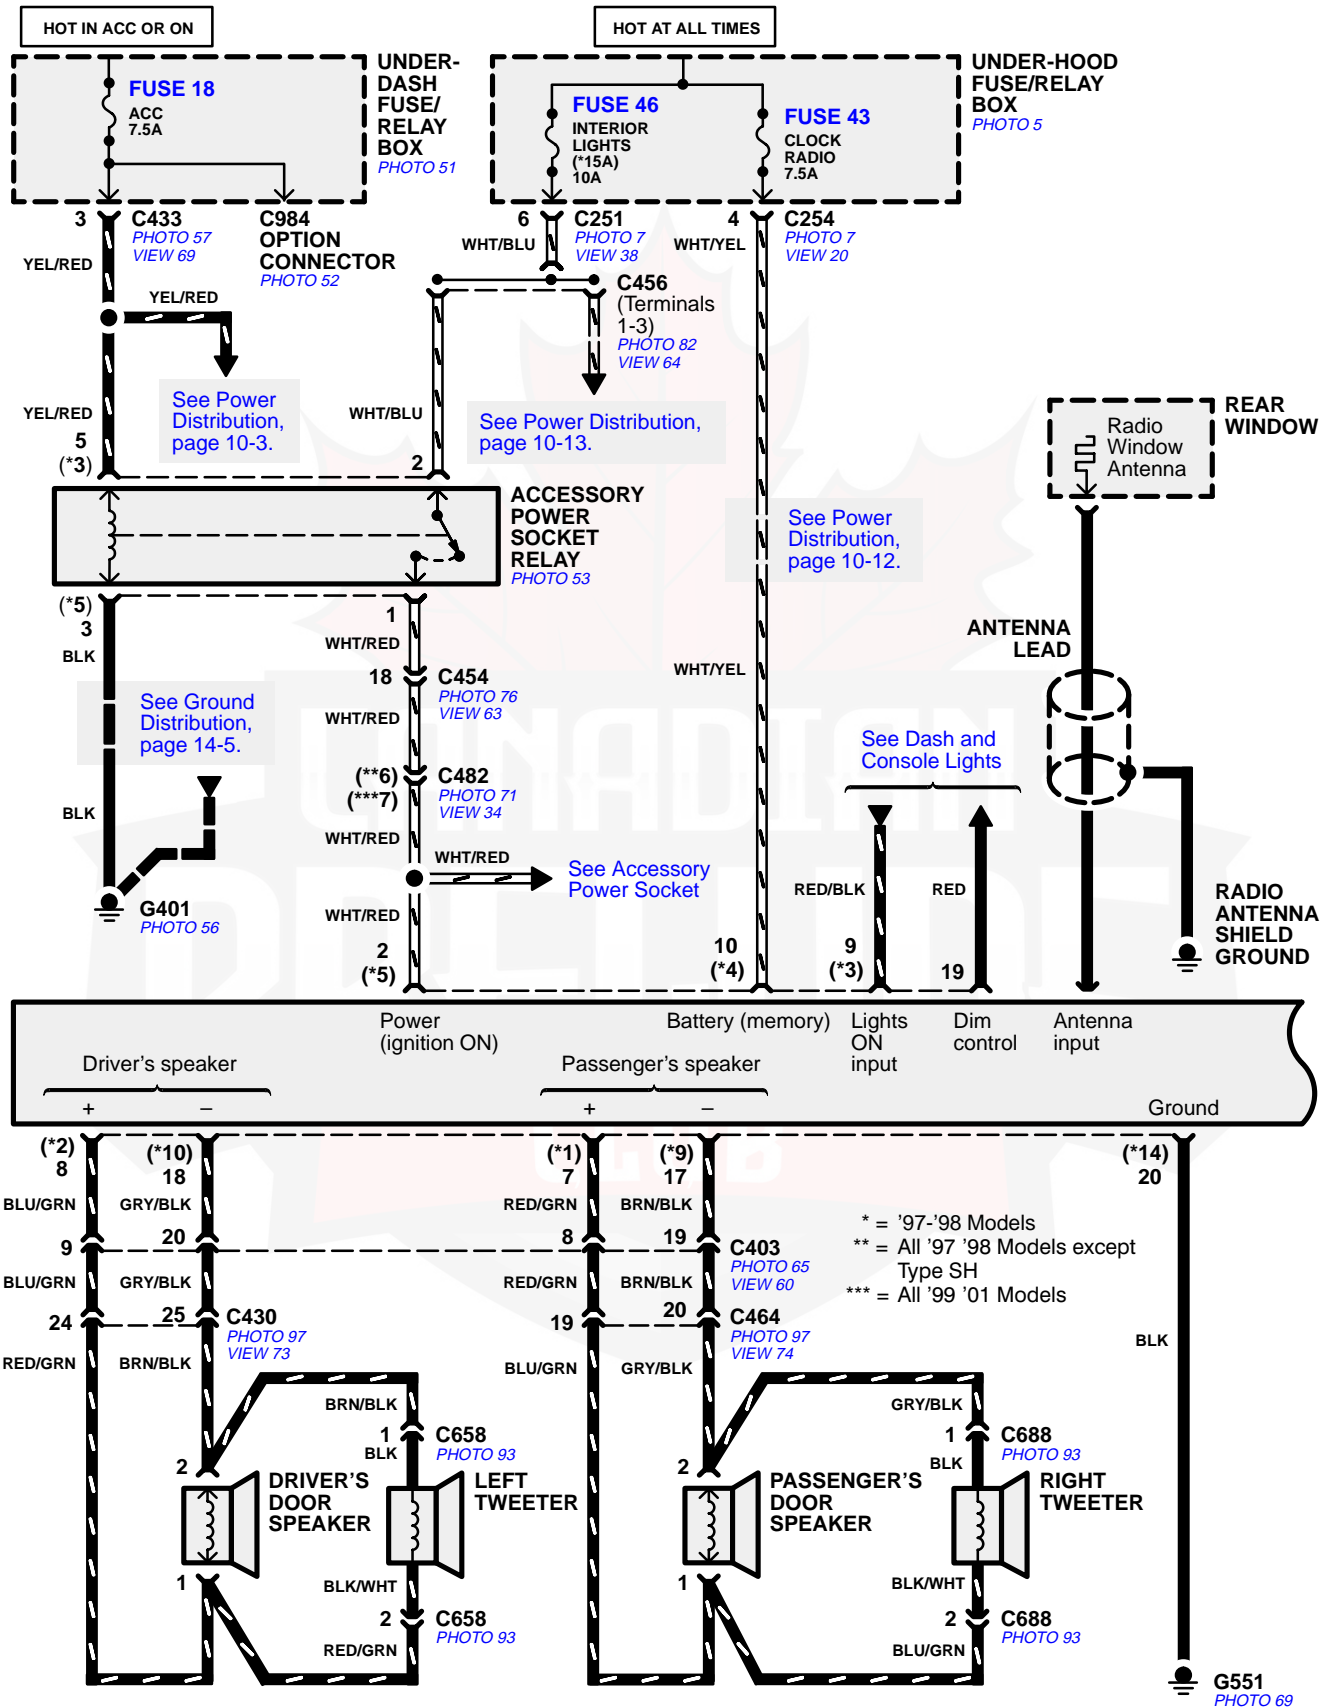 HOT IN ACC OR ON
HOT AT ALL TIMES
FUSE 18
ACC
7.5A
UNDER-
DASH
FUSE/
RELAY
BOX
PHOTO 51
FUSE 46
INTERIOR
LIGHTS
(*15A)
10A
FUSE 43
CLOCK
RADIO
7.5A
UNDER-HOOD
FUSE/RELAY
BOX
PHOTO 5
3
C433
PHOTO 57
VIEW 69
C984
OPTION
CONNECTOR
PHOTO 52
6
WHT/BLU
C251
PHOTO 7
VIEW 38
4
WHT/YEL
C254
PHOTO 7
VIEW 20
YEL/RED
YEL/RED
C456
(Terminals
1-3)
PHOTO 82
VIEW 64
See Power
Distribution,
page 10-3.
YEL/RED
5
(*3)
WHT/BLU
2
See Power Distribution,
page 10-13.
Radio
Window
Antenna
REAR
WINDOW
ACCESSORY
POWER
SOCKET
RELAY
PHOTO 53
See Power
Distribution,
page 10-12.
(*5)
3
BLK
1
WHT/RED
18
C454
PHOTO 76
VIEW 63
WHT/YEL
ANTENNA
LEAD
See Ground
Distribution,
page 14-5.
WHT/RED
See Dash and
Console Lights
(**6)
(***7)
C482
PHOTO 71
VIEW 34
BLK
WHT/RED
WHT/RED
See Accessory
Power Socket
RED/BLK
RED
G401
PHOTO 56
WHT/RED
RADIO
ANTENNA
SHIELD
GROUND
2
(*5)
10
(*4)
9
(*3)
19
CANADIAN
PRELUDE
CLUB
Power
(ignition ON)
Battery (memory)
Lights
ON
input
Dim
control
Antenna
input
Driver’s speaker
Passenger’s speaker
+
–
+
–
Ground
(*2)
8
(*10)
18
(*1)
7
(*9)
17
(*14)
20
BLU/GRN
GRY/BLK
RED/GRN
BRN/BLK
9
20
8
19
C403
PHOTO 65
VIEW 60
* = ’97-’98 Models
** = All ’97 ’98 Models except
Type SH
*** = All ’99 ’01 Models
BLU/GRN
GRY/BLK
RED/GRN
BRN/BLK
24
25
C430
PHOTO 97
VIEW 73
19
20
C464
PHOTO 97
VIEW 74
BLK
RED/GRN
BRN/BLK
BLU/GRN
GRY/BLK
BRN/BLK
1
C658
PHOTO 93
BLK
GRY/BLK
1
C688
PHOTO 93
BLK
2
DRIVER’S
DOOR
SPEAKER
LEFT
TWEETER
2
PASSENGER’S
DOOR
SPEAKER
RIGHT
TWEETER
1
BLK/WHT
1
BLK/WHT
2
C658
PHOTO 93
2
C688
PHOTO 93
RED/GRN
BLU/GRN
G551
PHOTO 69